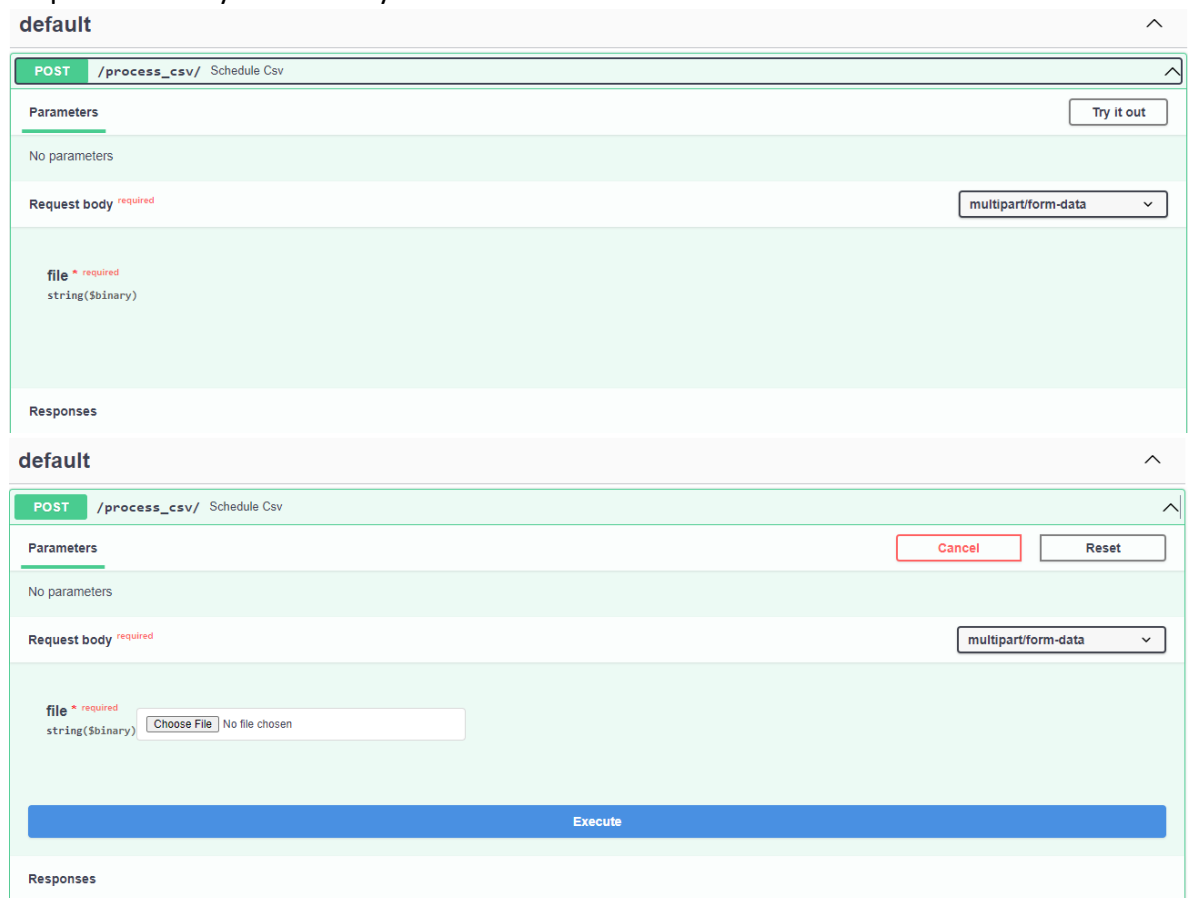 default
POST /process_csv/ Schedule Csv
Parameters
Try it out
No parameters
Request body required
multipart/form-data
file * required
string($binary)
Responses
default
POST /process_csv/ Schedule Csv
Parameters
Cancel
Reset
No parameters
Request body required
multipart/form-data
file * required
string($binary)
Choose File No file chosen
Execute
Responses